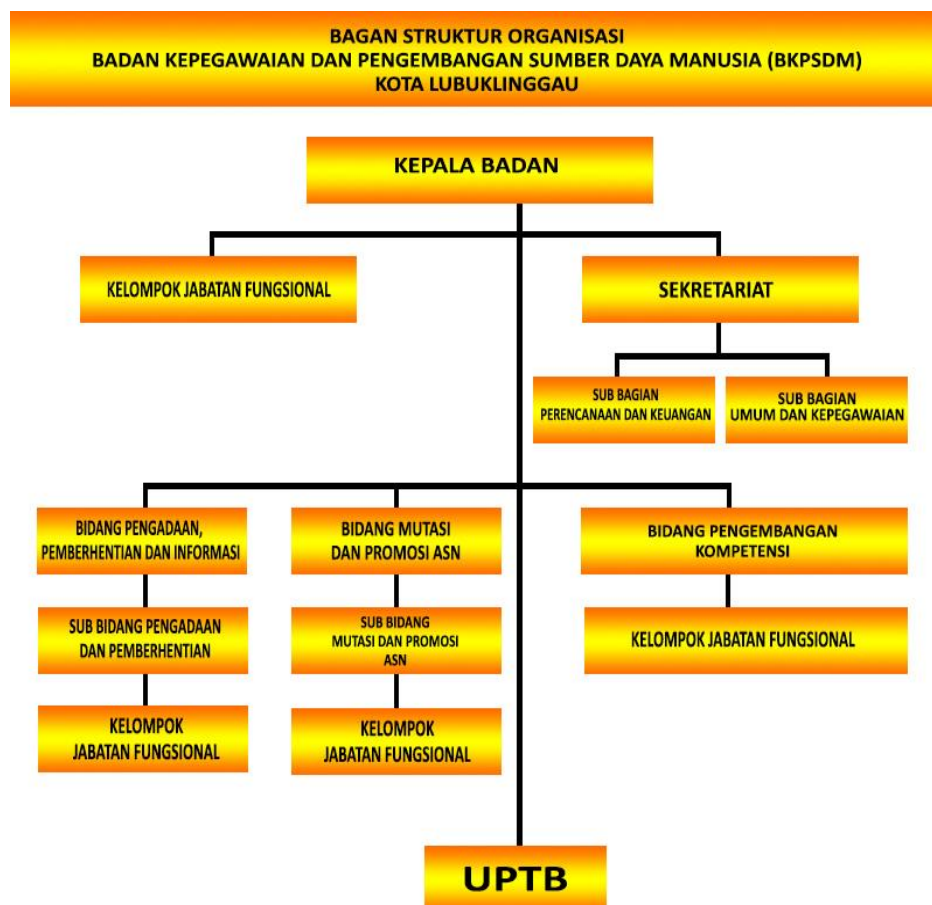 BAGAN STRUKTUR ORGANISASI
BADAN KEPEGAWAIAN DAN PENGEMBANGAN SUMBER DAYA MANUSIA (BKPSDM)
KOTA LUBUKLINGGAU
KEPALA BADAN
KELOMPOK JABATAN FUNGSIONAL
SEKRETARIAT
SUB BAGIAN
PERENCANAAN DAN KEUANGAN
SUB BAGIAN
UMUM DAN KEPEGAWAIAN
BIDANG PENGADAAN,
PEMBERHENTIAN DAN INFORMASI
BIDANG MUTASI
DAN PROMOSI ASN
BIDANG PENGEMBANGAN
KOMPETENSI
SUB BIDANG PENGADAAN
DAN PEMBERHENTIAN
SUB BIDANG
MUTASI DAN PROMOSI
ASN
KELOMPOK JABATAN FUNGSIONAL
KELOMPOK
JABATAN FUNGSIONAL
KELOMPOK
JABATAN FUNGSIONAL
UPTB